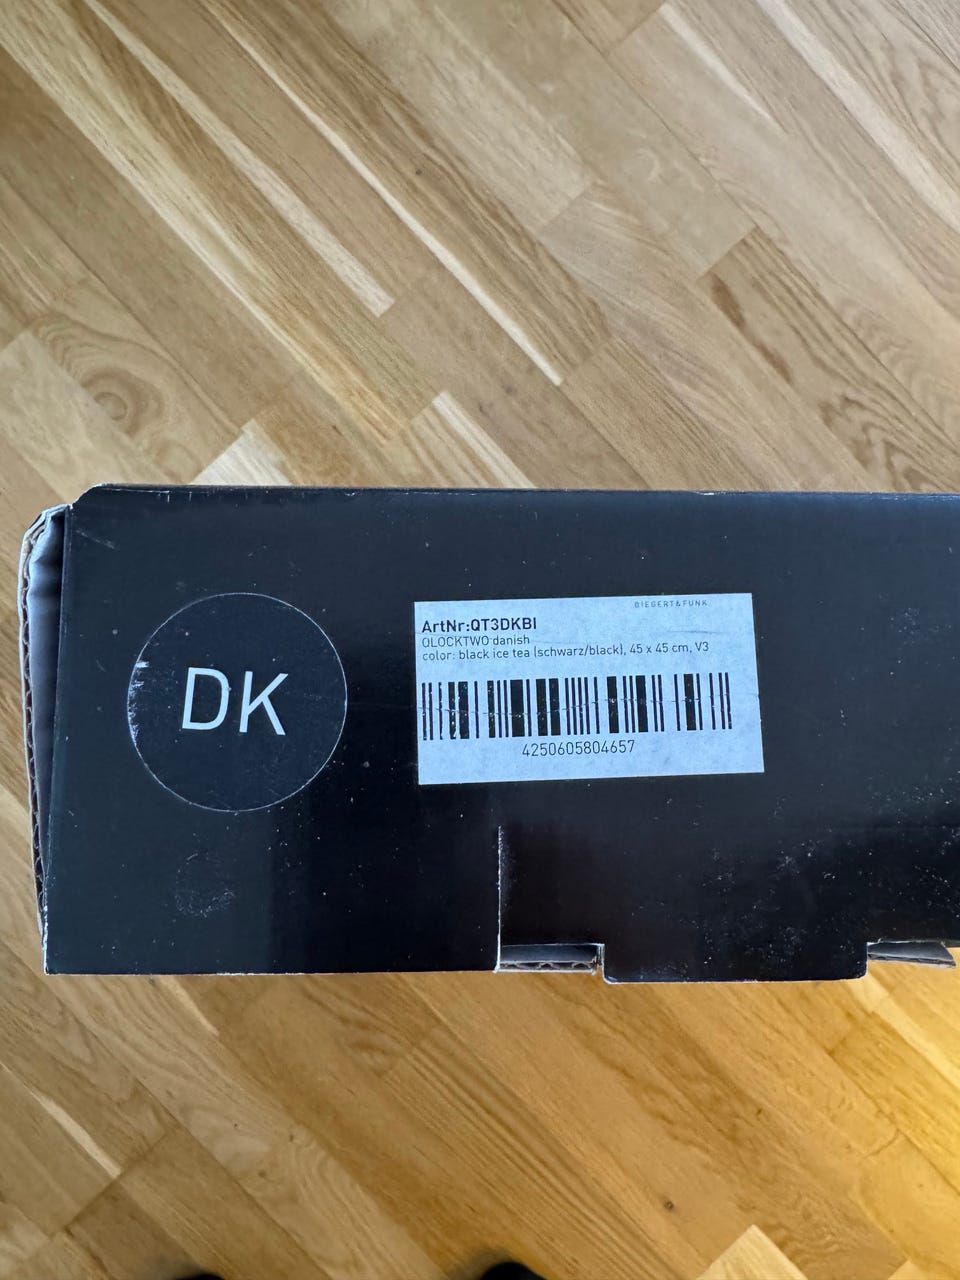 DK
BIEGERT&FUNK
ArtNr:QT3DKBI
QLOCKTWO danish
color: black ice tea (schwarz/black), 45 x 45 cm, V3
4250605804657